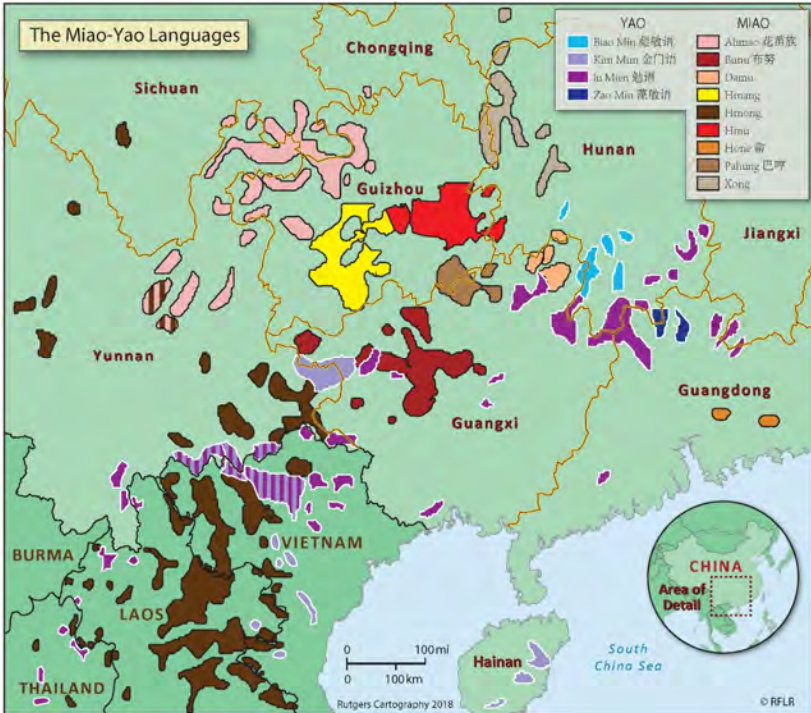 The Miao-Yao Languages
YAO
Biao Min 彪敏语
Kim Mun 金门语
Iu Mien 勉语
Zao Min 藻敏语
MIAO
Ahmao 花苗族
Bunu 布努
Damu
Hmang
Hmong
Hmu
Hone 畲
Pahung 巴哼
Xong
Chongqing
Sichuan
Hunan
Guizhou
Jiangxi
Yunnan
Guangxi
Guangdong
VIETNAM
BURMA
LAOS
THAILAND
Hainan
South
China Sea
CHINA
Area of
Detail
0 100mi
0 100km
Rutgers Cartography 2018
© RFLR